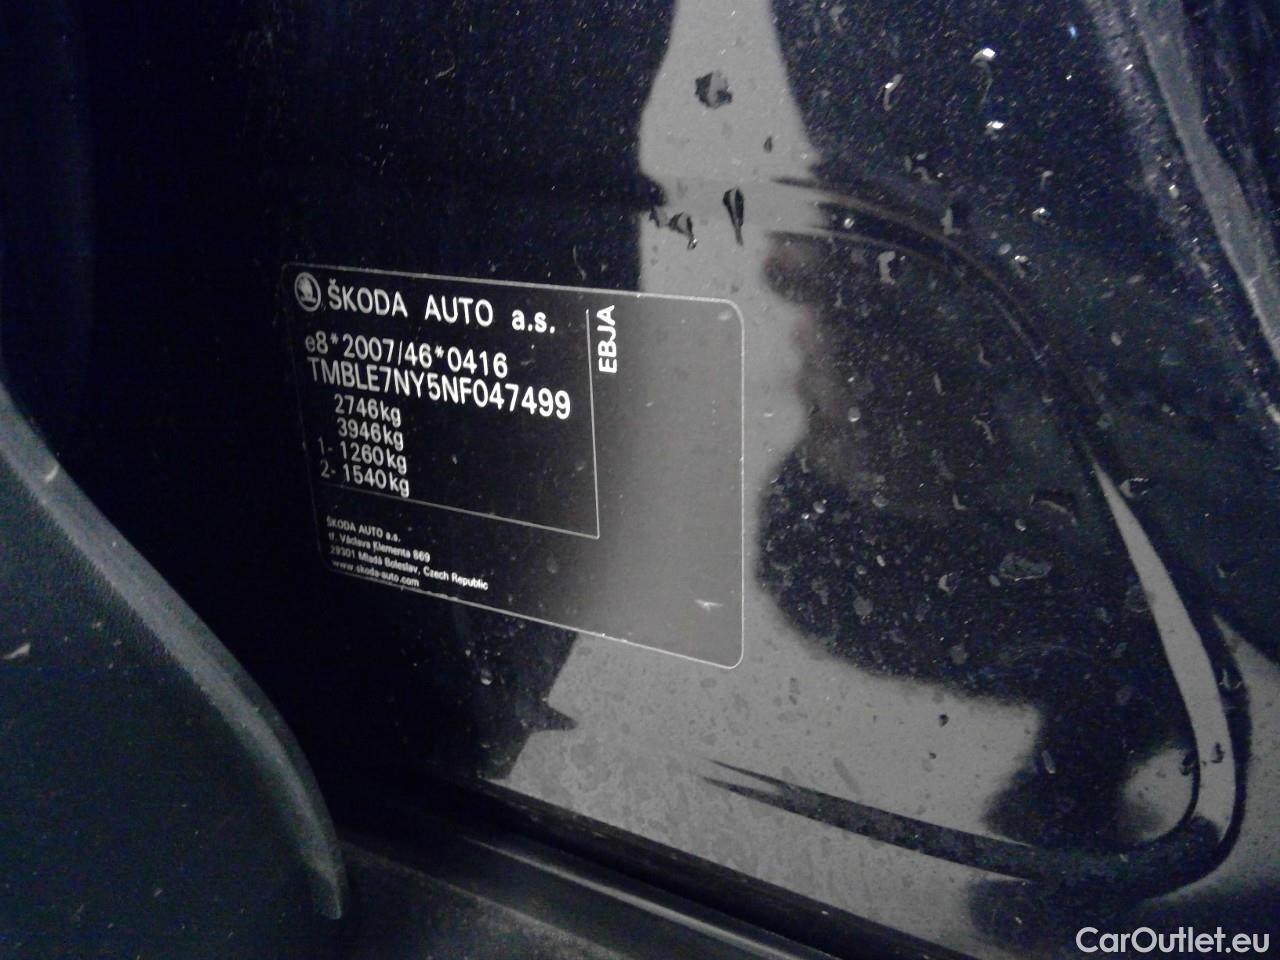 ŠKODA AUTO a.s.
EBJA
e8*2007/46*0416
TMBLE7NY5NF047499
2746kg
3946kg
1- 1260kg
2- 1540kg
ŠKODA AUTO a.s.
tř. Václava Klementa 869
29301 Mladá Boleslav, Czech Republic
www.skoda-auto.com
CarOutlet.eu